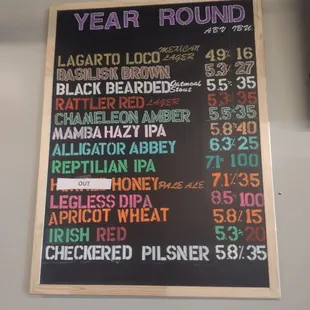 YEAR ROUND
ABV IBU
LAGARTO LOCO MEXICAN LAGER 4.9% 16
BASILISK BROWN 5.3% 27
BLACK BEARDED Oatmeal Stout 5.5% 35
RATTLER RED LAGER 5.3% 35
CHAMELEON AMBER 5.5% 35
MAMBA HAZY IPA 5.8% 40
ALLIGATOR ABBEY 6.3% 25
REPTILIAN IPA 7.1% 100
OUT HONEY PALE ALE 7.1% 35
LEGLESS DIPA 8.5% 100
APRICOT WHEAT 5.8% 15
IRISH RED 5.3% 20
CHECKERED PILSNER 5.8% 35